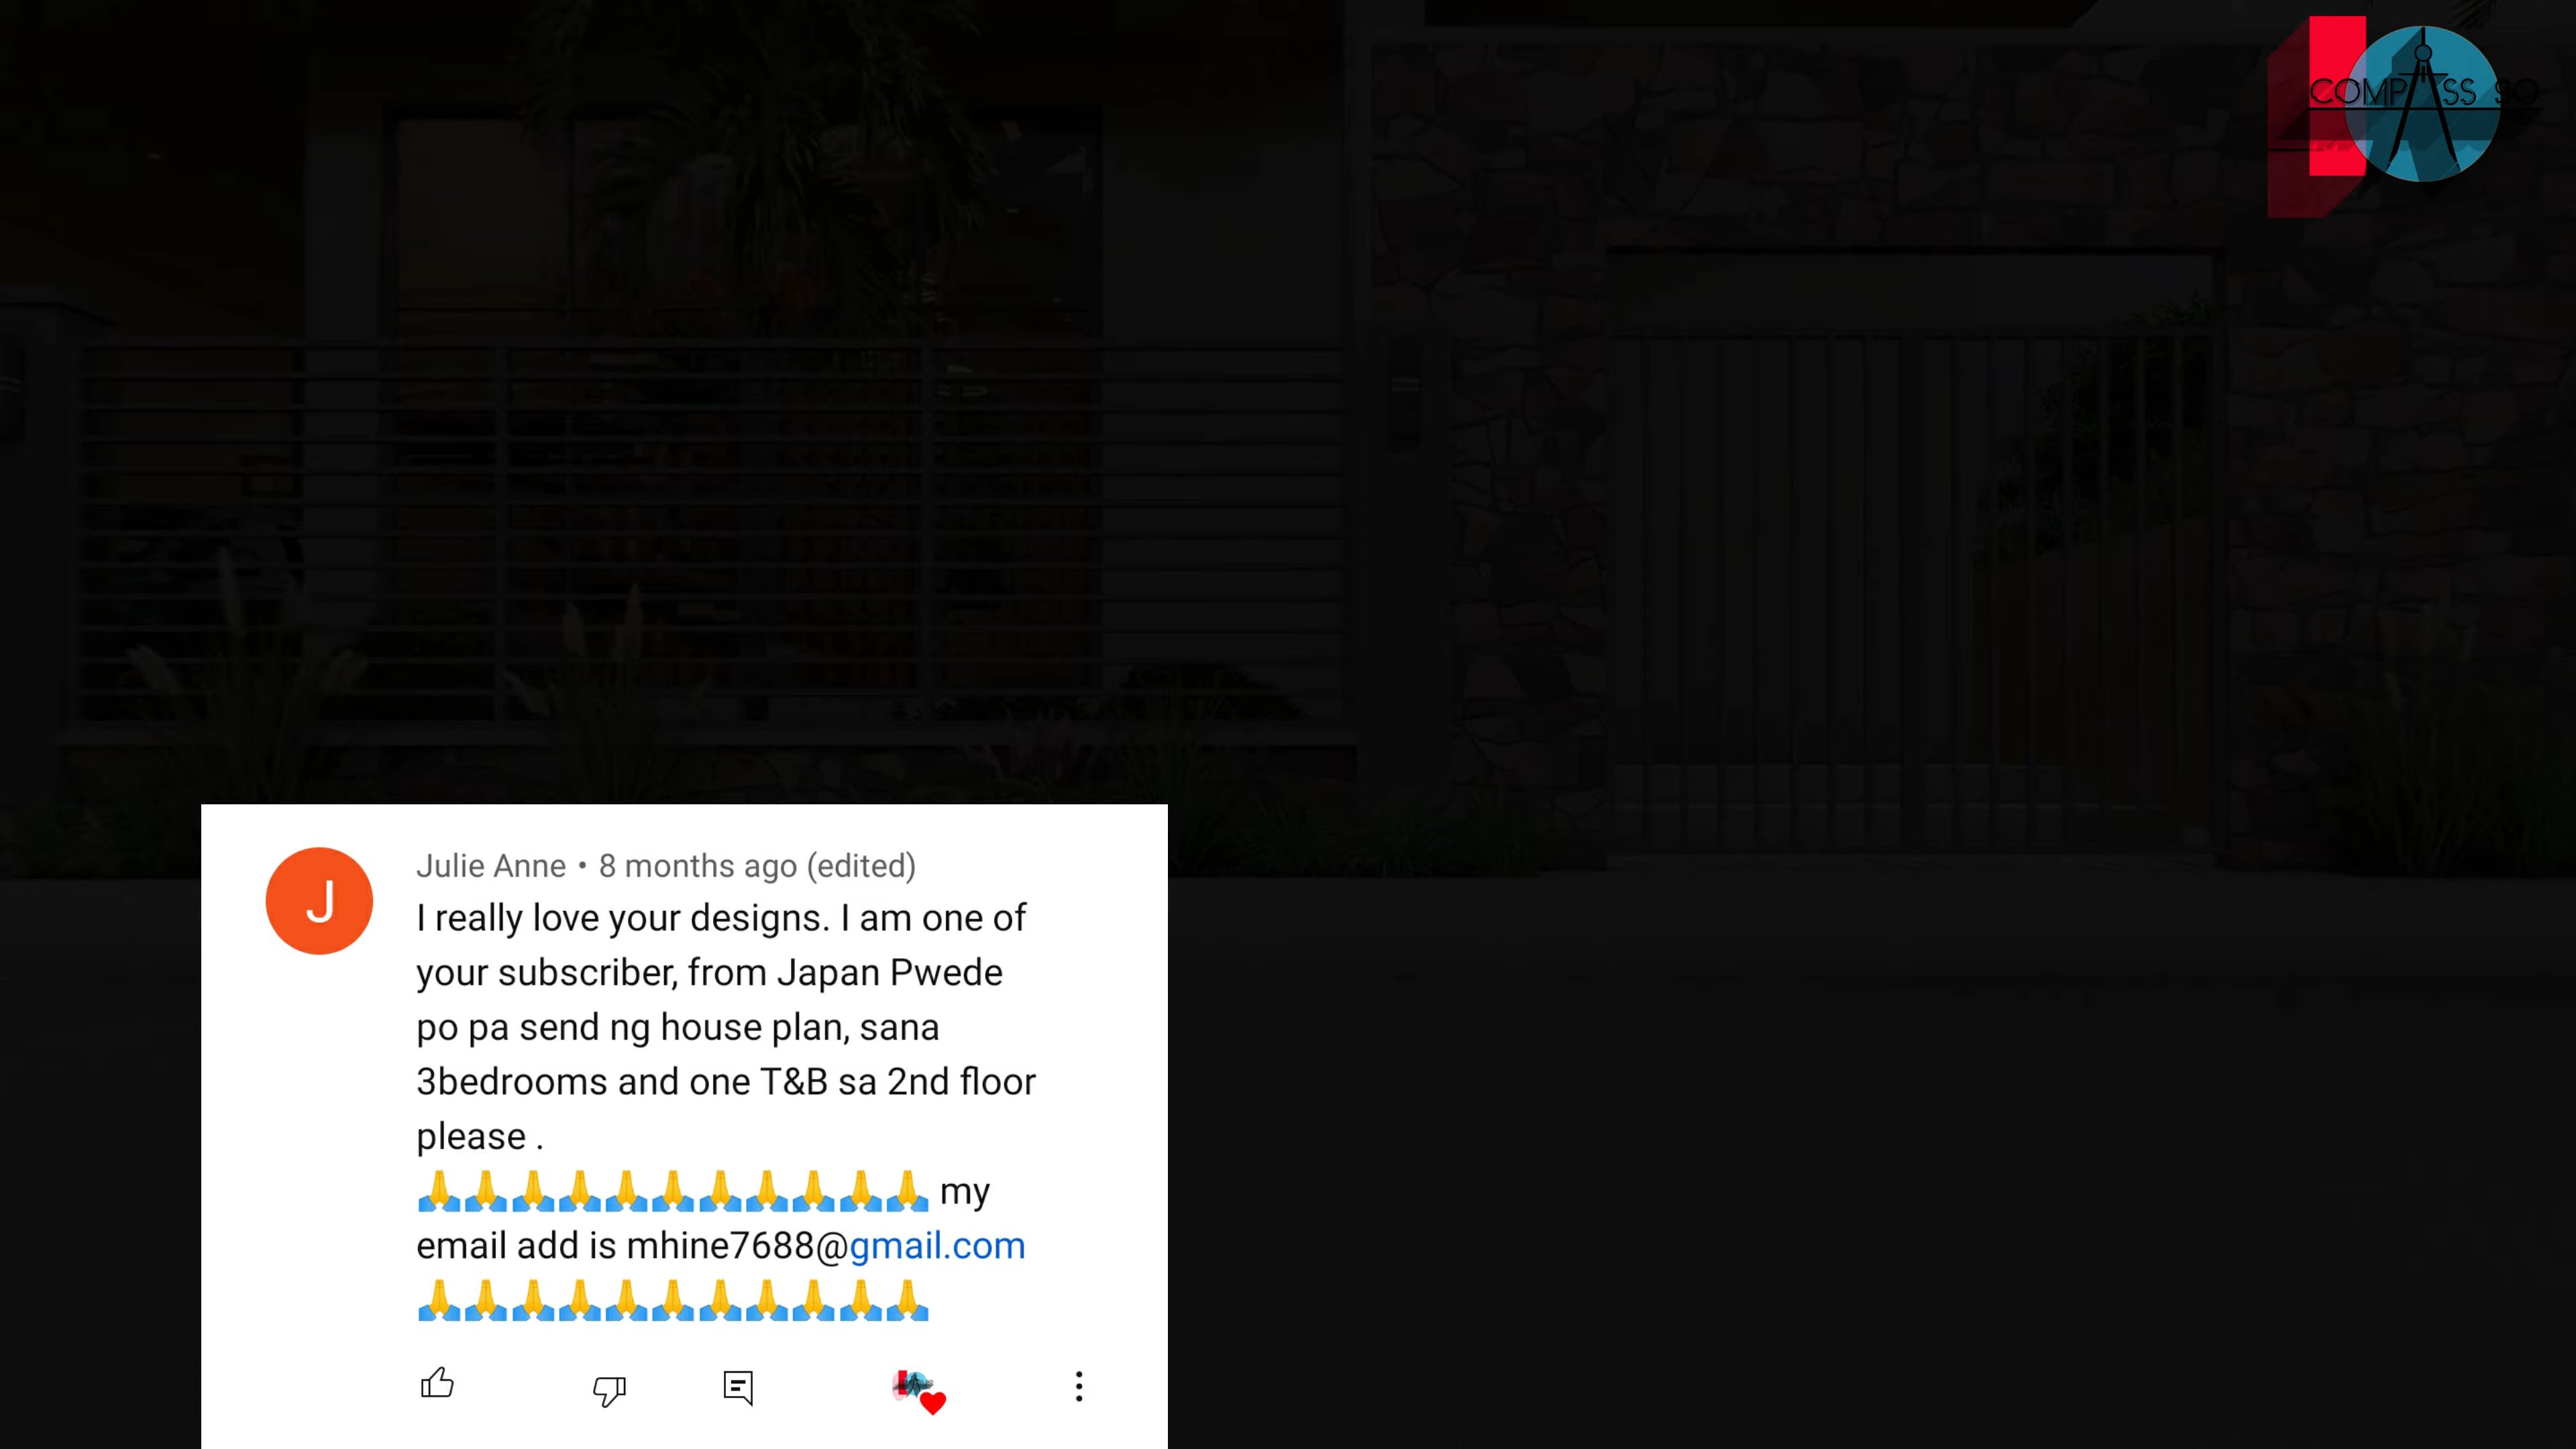 COMPASS 90
J
Julie Anne • 8 months ago (edited)
I really love your designs. I am one of
your subscriber, from Japan Pwede
po pa send ng house plan, sana
3bedrooms and one T&B sa 2nd floor
please .
🙏🙏🙏🙏🙏🙏🙏🙏🙏🙏🙏 my
email add is mhine7688@gmail.com
🙏🙏🙏🙏🙏🙏🙏🙏🙏🙏🙏